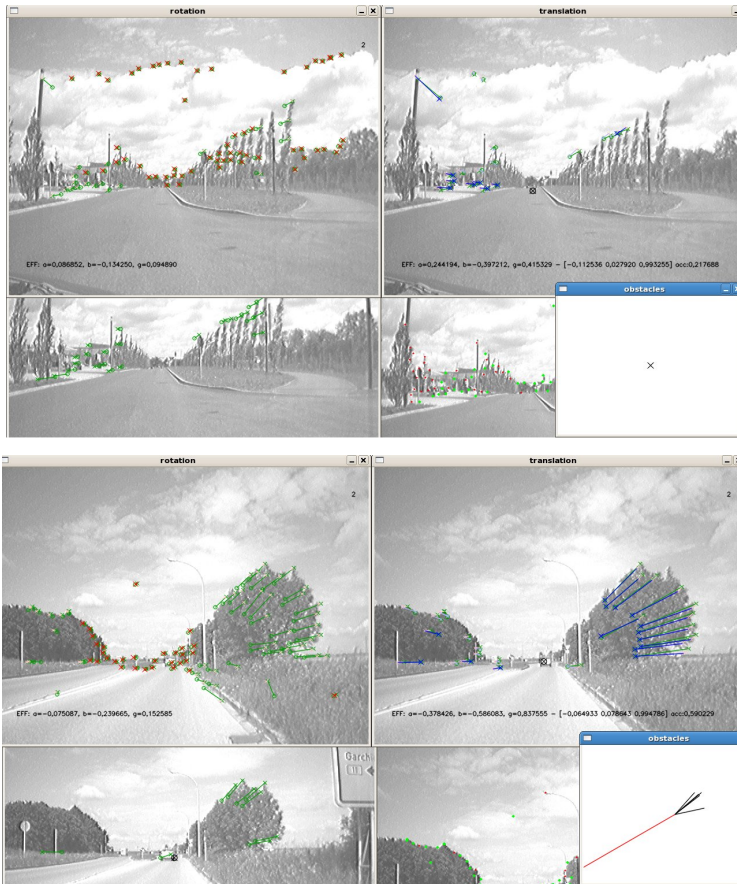 rotation
translation
2
EFF: a=0,086852, b=-0,134250, g=0,094890
EFF: a=0,244194, b=-0,397212, g=0,415329 - [-0,112536 0,027920 0,993255] acc:0,217688
obstacles
rotation
translation
2
2
EFF: a=-0,075087, b=-0,239665, g=0,152585
EFF: a=-0,378426, b=-0,586083, g=0,837555 - [-0,064933 0,078643 0,994786] acc:0,590229
obstacles
Garchi
11